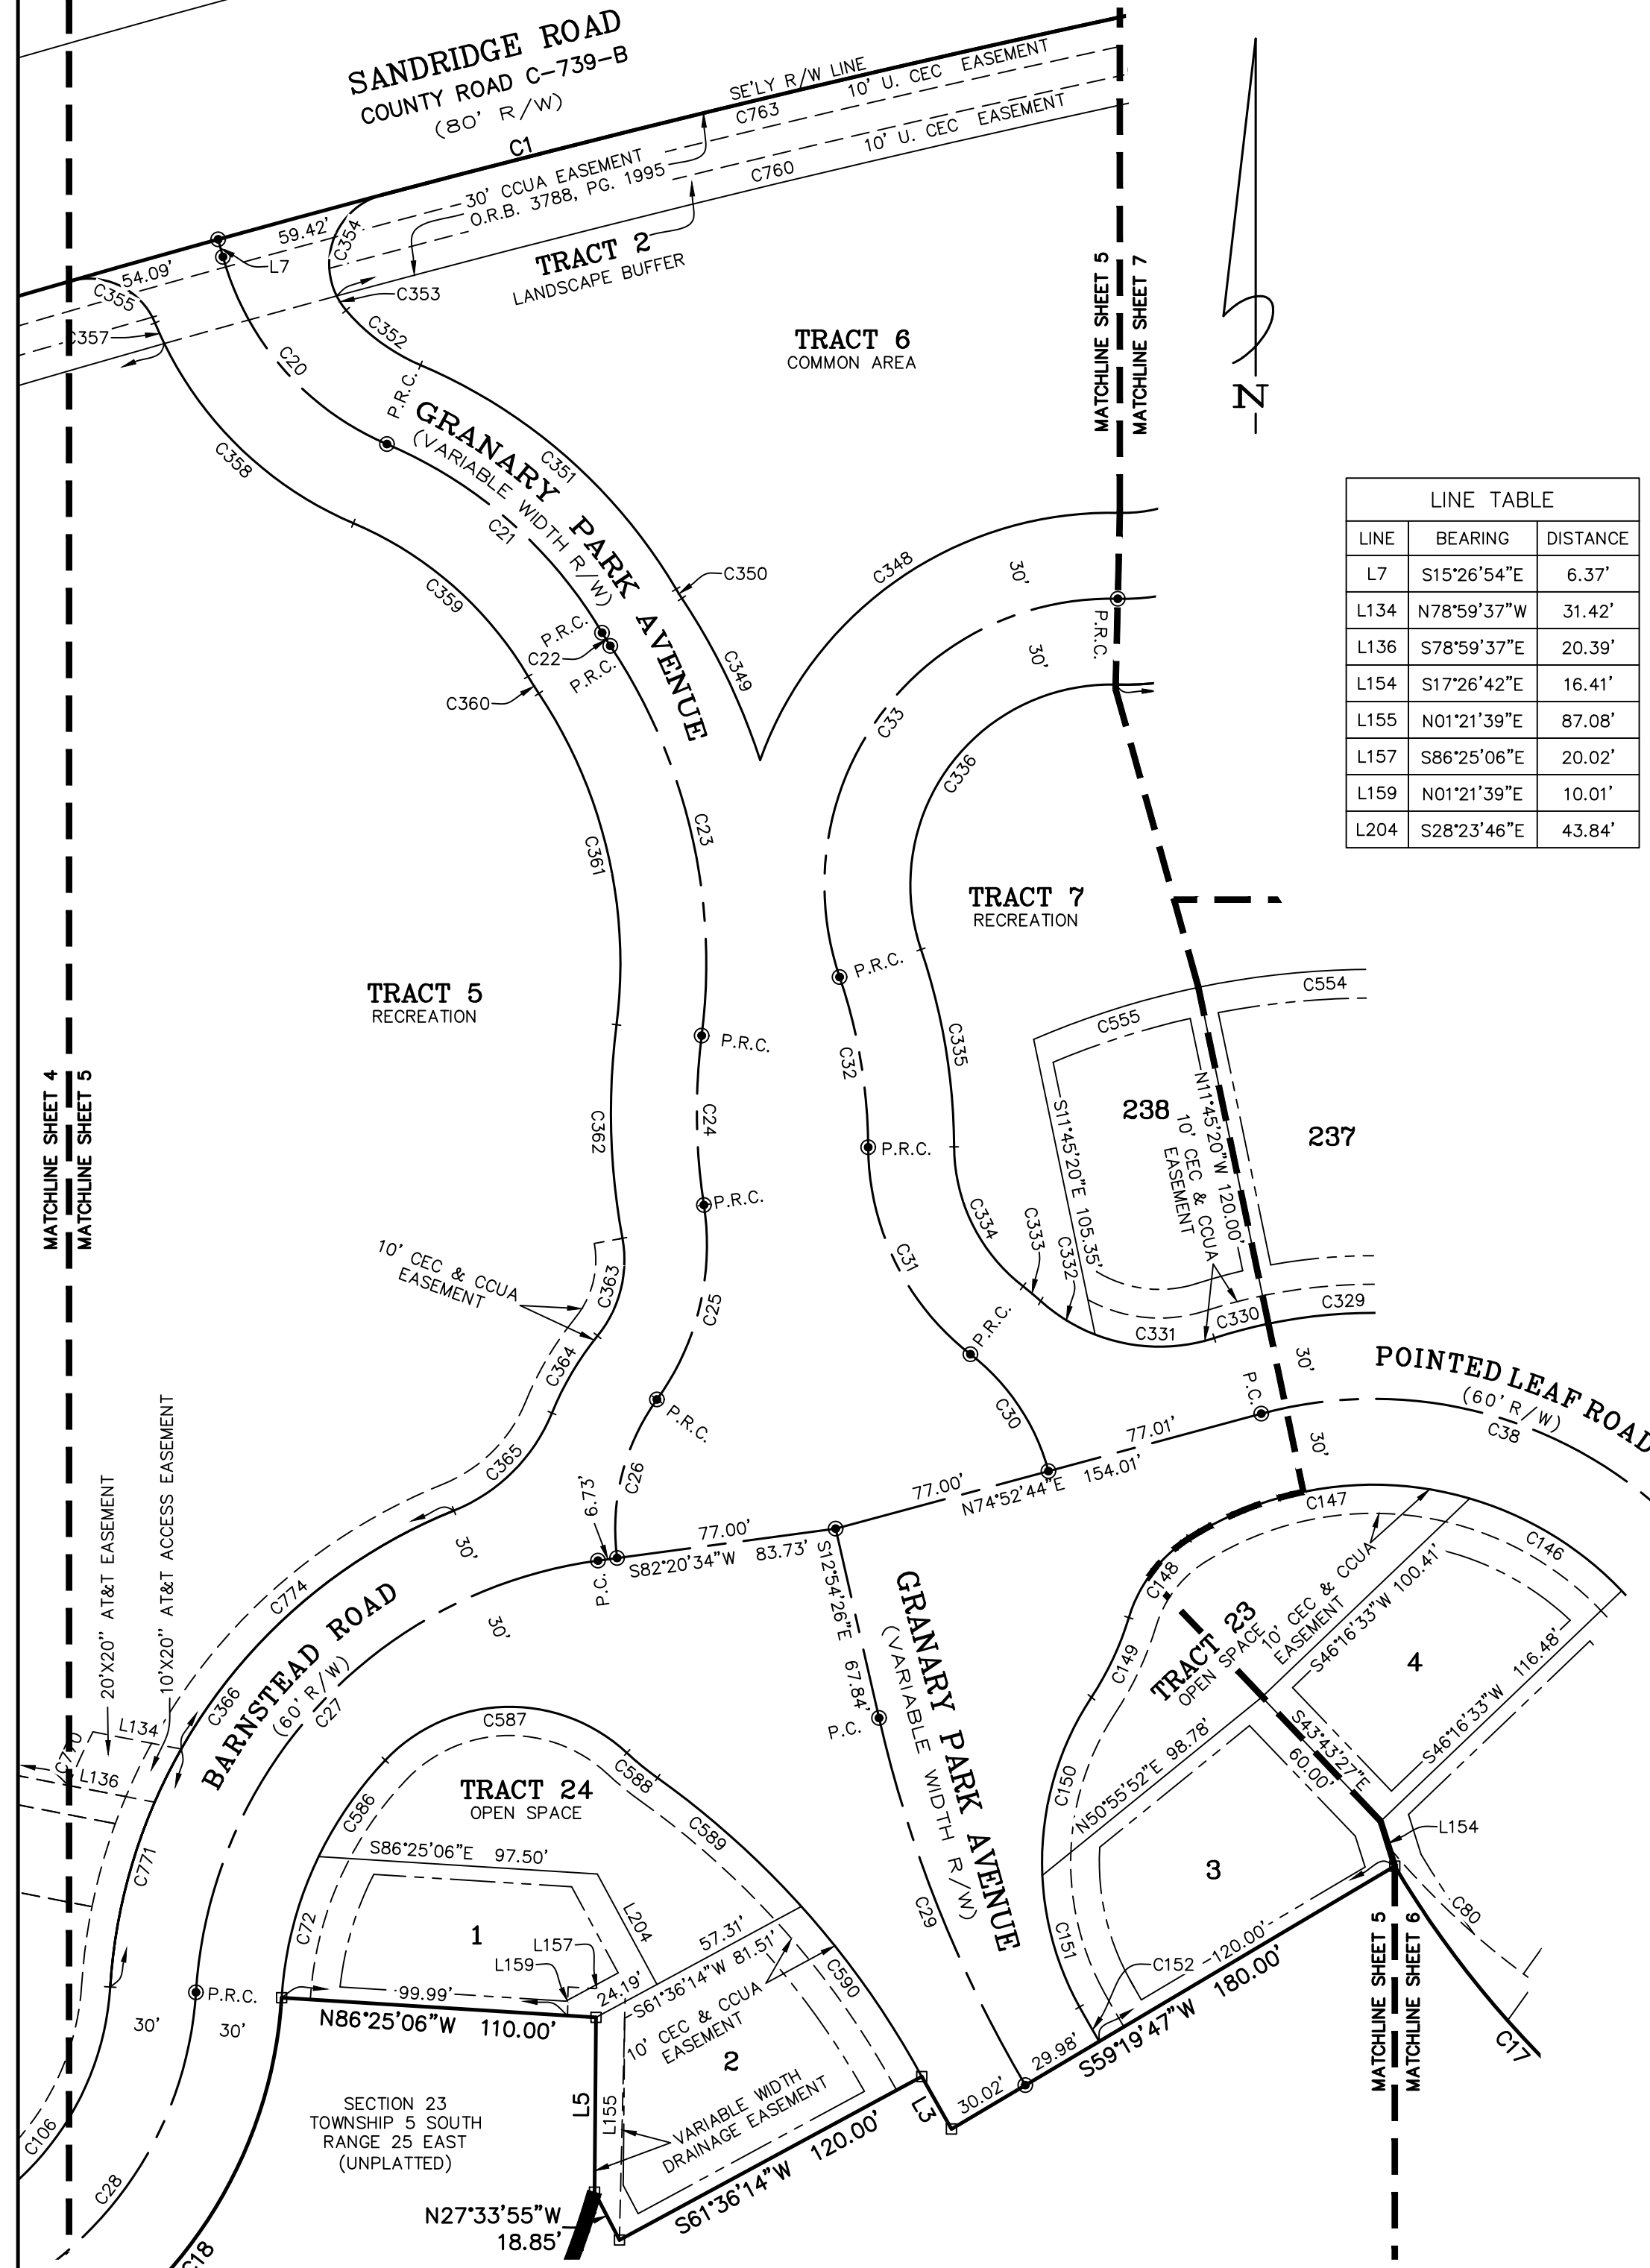 SANDRIDGE ROAD
COUNTY ROAD C-739-B
(80' R/W)
C1
SE'LY R/W LINE
C763
10' U. CEC EASEMENT
10' U. CEC EASEMENT
C760
30' CCUA EASEMENT
O.R.B. 3788, PG. 1995
59.42'
54.09'
L7
C354
C355
C357
C353
C352
TRACT 2
LANDSCAPE BUFFER
TRACT 6
COMMON AREA
MATCHLINE SHEET 5
MATCHLINE SHEET 7
N
C20
P.R.C.
GRANARY PARK AVENUE
(VARIABLE WIDTH R/W)
C358
C351
C21
C359
C350
C348
30'
30'
P.R.C.
P.R.C.
C22
P.R.C.
C360
C349
C33
C336
C23
C361
LINE TABLE
LINE BEARING DISTANCE
L7 S15°26'54"E 6.37'
L134 N78°59'37"W 31.42'
L136 S78°59'37"E 20.39'
L154 S17°26'42"E 16.41'
L155 N01°21'39"E 87.08'
L157 S86°25'06"E 20.02'
L159 N01°21'39"E 10.01'
L204 S28°23'46"E 43.84'
TRACT 7
RECREATION
P.R.C.
TRACT 5
RECREATION
P.R.C.
C335
C32
C554
C555
238
237
S11°45'20"E 105.35'
N11°45'20"W 120.00'
10' CEC & CCUA
EASEMENT
MATCHLINE SHEET 4
MATCHLINE SHEET 5
C362
C24
P.R.C.
P.R.C.
C334
C333
C332
C331
C330
C329
10' CEC & CCUA
EASEMENT
C363
C25
C31
P.R.C.
C364
P.R.C.
C30
POINTED LEAF ROAD
(60' R/W)
C38
P.C.
30'
30'
77.01'
77.00'
N74°52'44"E 154.01'
C365
C26
6.73'
77.00'
S82°20'34"W 83.73'
P.C.
20'X20" AT&T EASEMENT
10'X20" AT&T ACCESS EASEMENT
30'
30'
C774
S12°54'26"E 67.84'
P.C.
GRANARY PARK AVENUE
(VARIABLE WIDTH R/W)
C147
C146
C148
C149
TRACT 23
OPEN SPACE
10' CEC & CCUA
EASEMENT
S46°16'33"W 100.41'
4
116.48'
S46°16'33"W
BARNSTEAD ROAD
(60' R/W)
C27
C366
L134
L136
C771
C587
C588
C586
TRACT 24
OPEN SPACE
C589
S86°25'06"E 97.50'
L204
C72
1
L157
L159
99.99'
N86°25'06"W 110.00'
57.31'
24.19'
S61°36'14"W 81.51'
10' CEC & CCUA
EASEMENT
2
C590
C29
C150
N50°55'52"E 98.78'
S43°43'27"E
60.00'
L154
3
C151
C152
120.00'
S59°19'47"W 180.00'
29.98'
30.02'
C80
C17
MATCHLINE SHEET 5
MATCHLINE SHEET 6
P.R.C.
30'
30'
C106
C28
C18
SECTION 23
TOWNSHIP 5 SOUTH
RANGE 25 EAST
(UNPLATTED)
L5
L155
VARIABLE WIDTH
DRAINAGE EASEMENT
L3
S61°36'14"W 120.00'
N27°33'55"W
18.85'